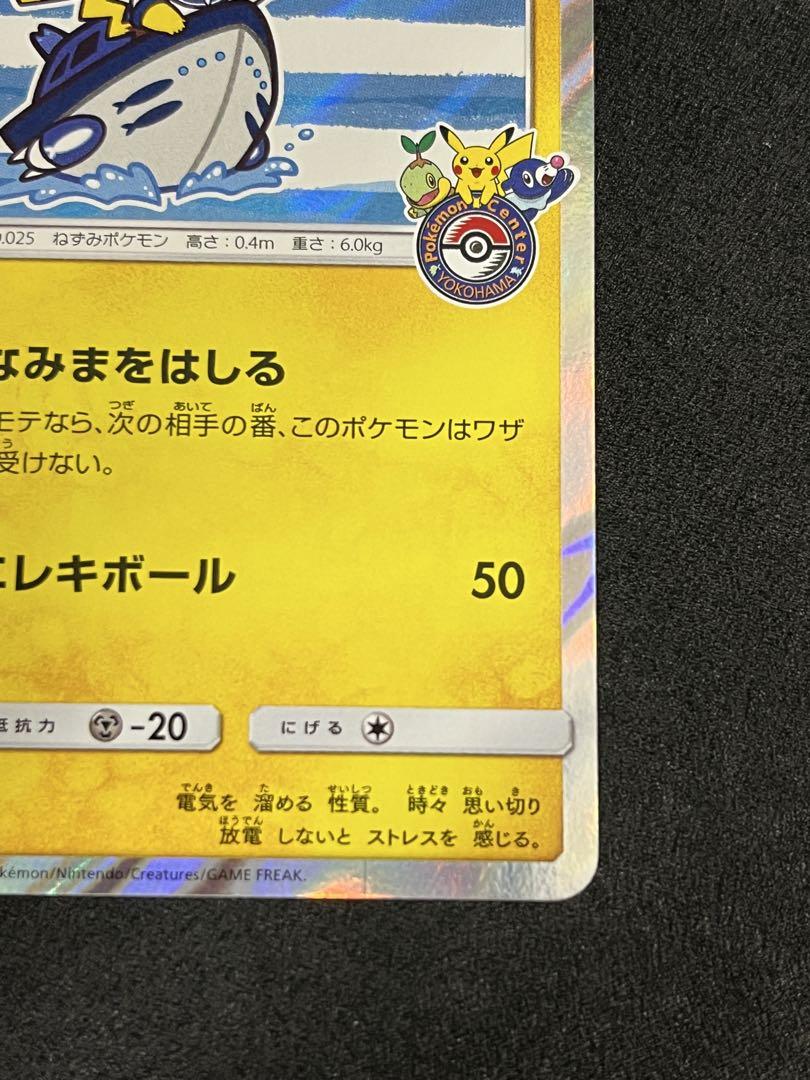 Pokémon Center
YOKOHAMA
.025 ねずみポケモン 高さ：0.4m 重さ：6.0kg
なみまをはしる
モテなら、次の相手の番、このポケモンはワザ
受けない。
エレキボール 50
抵抗力 -20 にげる
電気を 溜める 性質。 時々 思い切り
放電 しないと ストレスを 感じる。
kémon/Nintendo/Creatures/GAME FREAK.